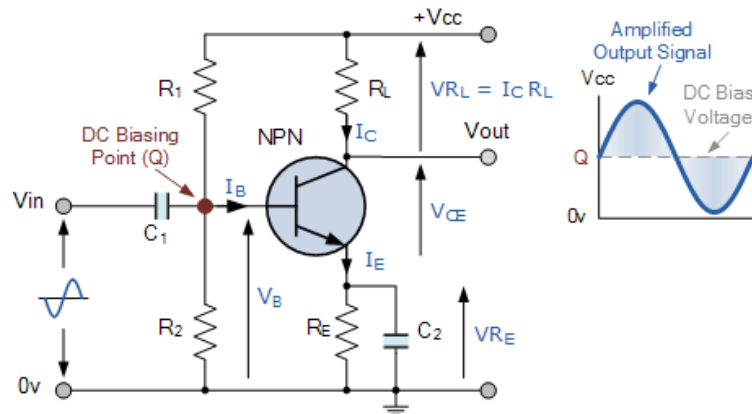 +Vcc
R1
RL
VRL = IC RL
DC Biasing
Point (Q)
NPN
IC
Vout
Vin
C1
IB
VCE
IE
VB
R2
RE
C2
VRE
0v
Amplified
Output Signal
Vcc
DC Bias
Voltage
Q
0v